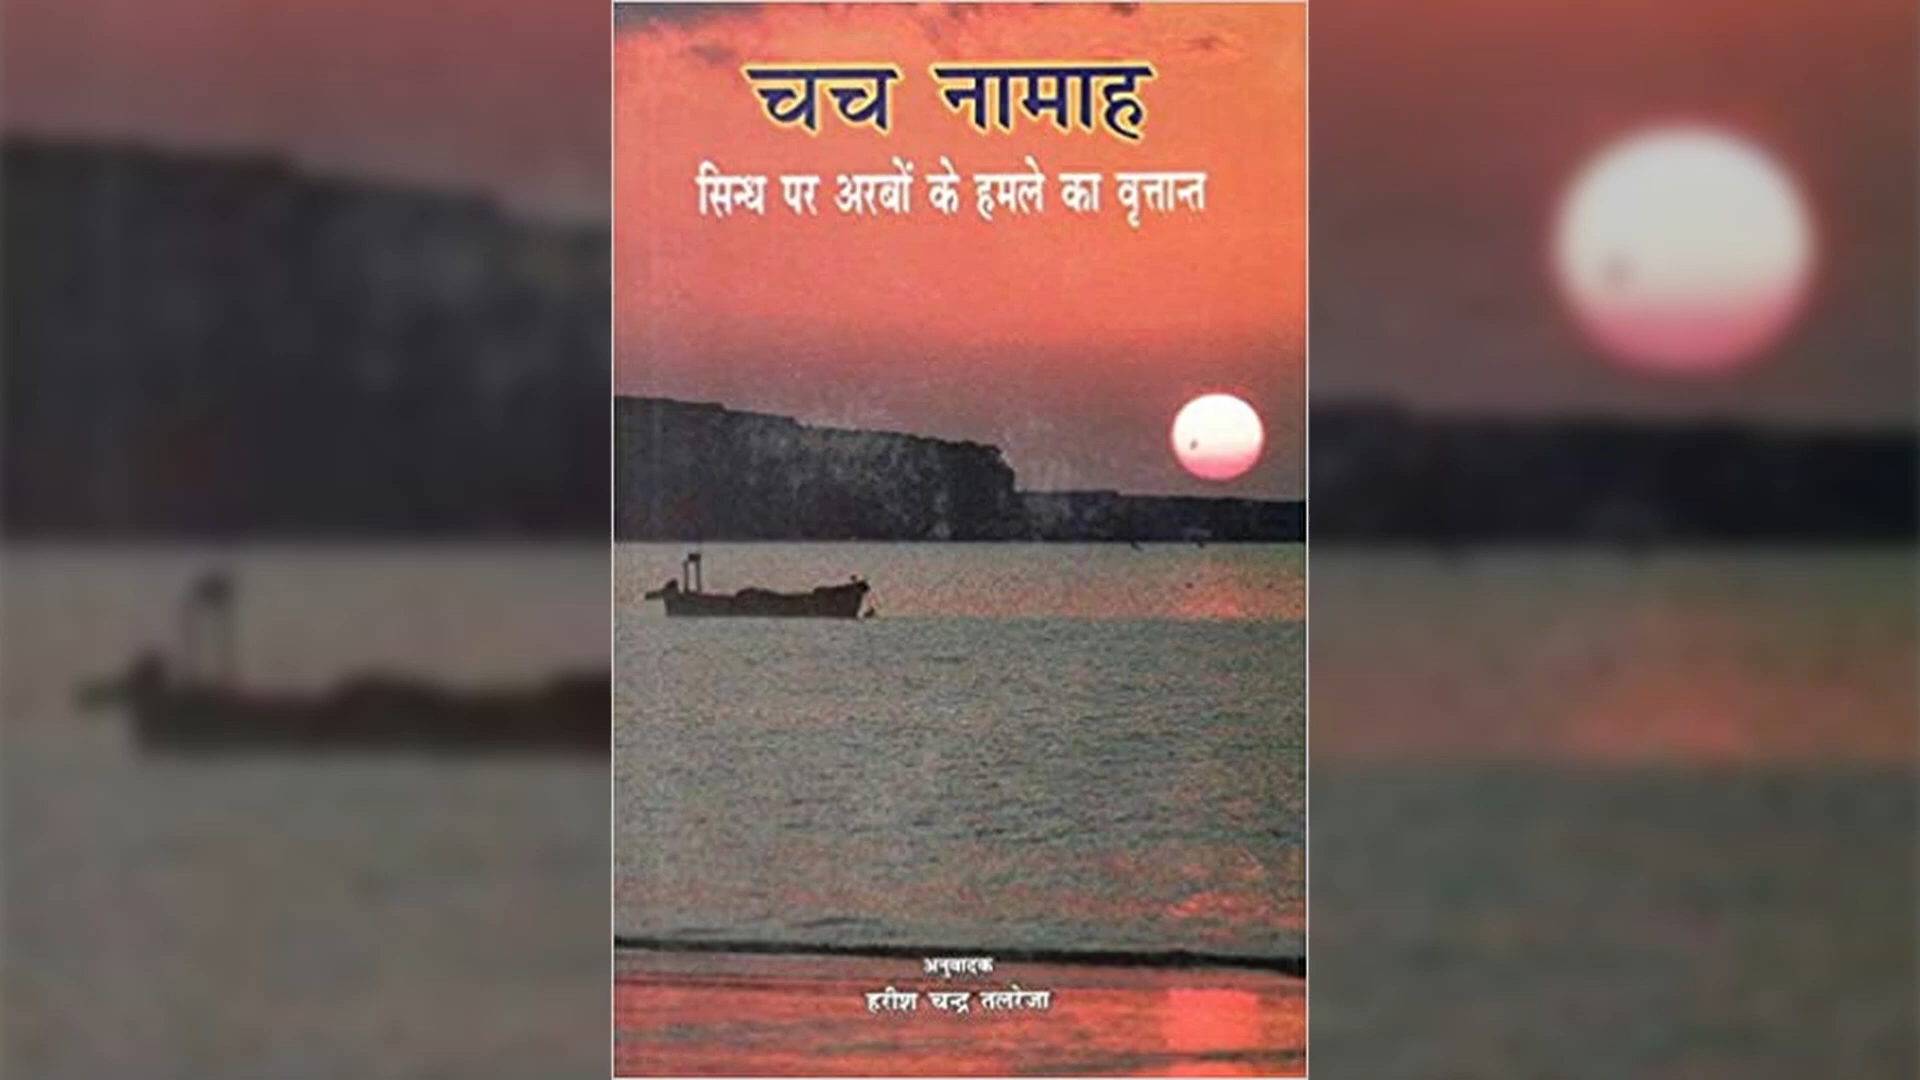 चच नामाह
सिन्ध पर अरबों के हमले का वृत्तान्त
अनुवादक
हरीश चन्द्र तलरेजा